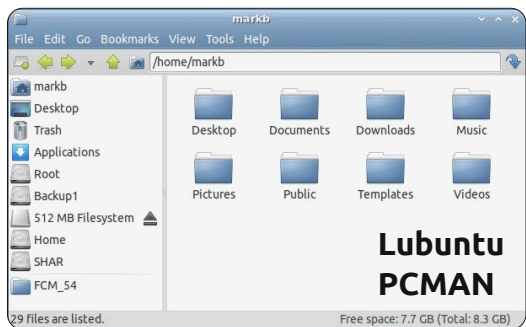 markb
File Edit Go Bookmarks View Tools Help
/home/markb
markb
Desktop
Trash
Applications
Root
Backup1
512 MB Filesystem
Home
SHAR
FCM_54
Desktop Documents Downloads Music
Pictures Public Templates Videos
Lubuntu
PCMAN
29 files are listed. Free space: 7.7 GB (Total: 8.3 GB)